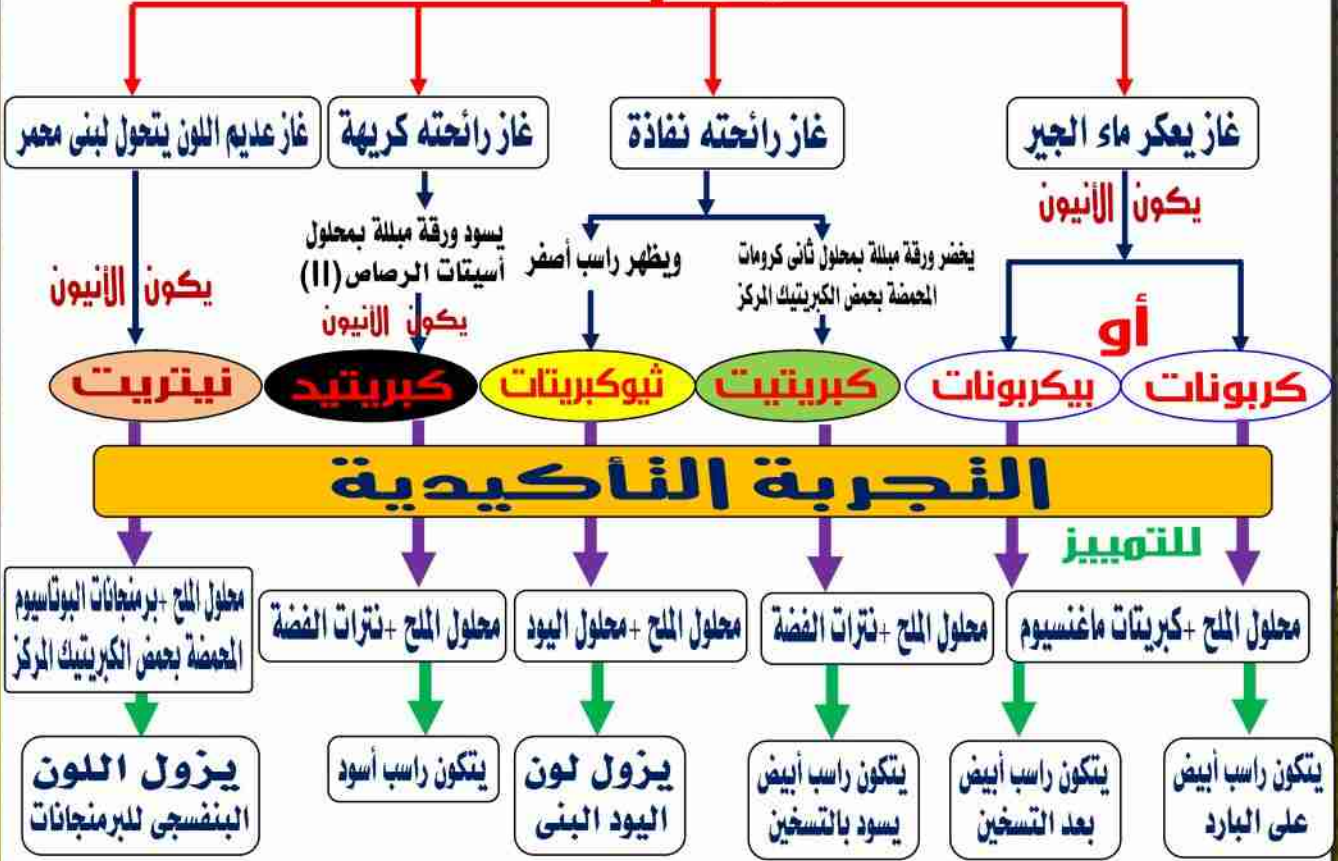 غاز يعكر ماء الجير
غاز رائحته نفاذة
غاز رائحته كريهة
غاز عديم اللون يتحول لبنى محمر
يكون الأنيون
يخضر ورقة مبللة بمحلول ثانى كرومات
المحمضة بحمض الكبريتيك المركز
ويظهر راسب أصفر
يسود ورقة مبللة بمحلول
أسيتات الرصاص (II)
يكون الأنيون
يكون الأنيون
أو
كربونات
بيكربونات
كبريتيت
ثيوكبريتات
كبريتيد
نيتريت
التجربة التأكيدية
للتمييز
محلول الملح + كبريتات ماغنسيوم
محلول الملح + نترات الفضة
محلول الملح + محلول اليود
محلول الملح + نترات الفضة
محلول الملح + برمنجانات البوتاسيوم
المحمضة بحمض الكبريتيك المركز
يتكون راسب أبيض
على البارد
يتكون راسب أبيض
بعد التسخين
يتكون راسب أبيض
يسود بالتسخين
يزول لون
اليود البنى
يتكون راسب أسود
يزول اللون
البنفسجى للبرمنجانات